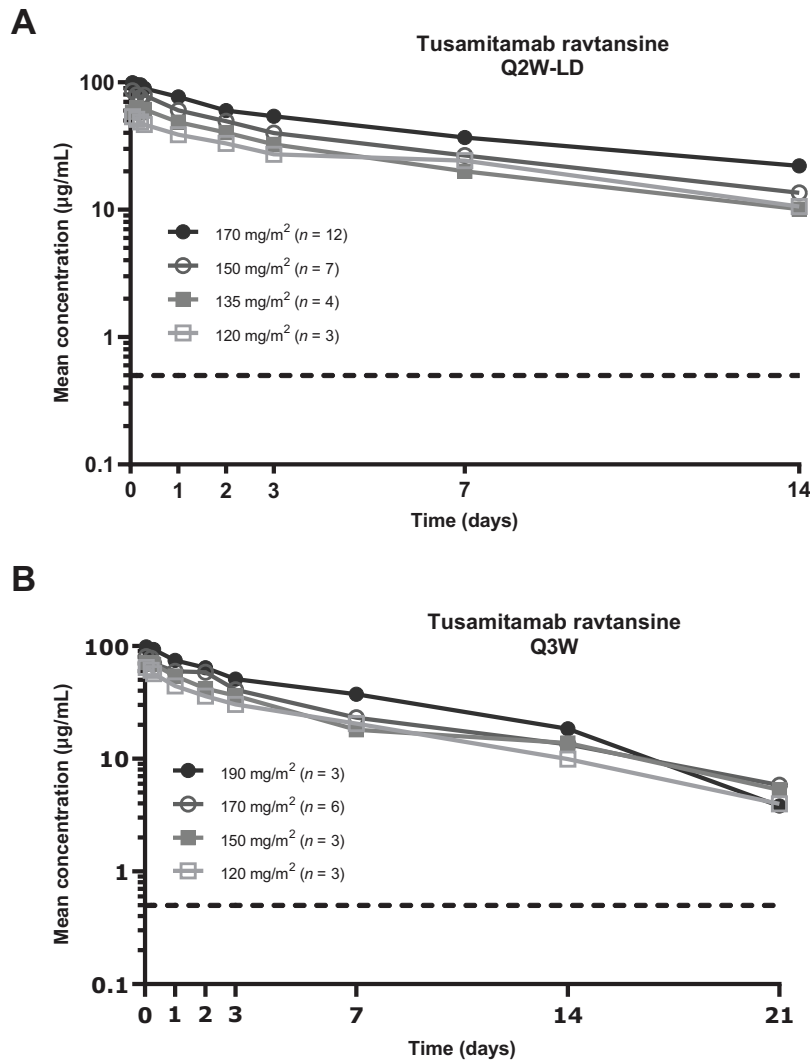 A
Tusamitamab ravtansine
Q2W-LD
Mean concentration (µg/mL)
100
10
1
0.1
170 mg/m² (n = 12)
150 mg/m² (n = 7)
135 mg/m² (n = 4)
120 mg/m² (n = 3)
0 1 2 3 7 14
Time (days)
B
Tusamitamab ravtansine
Q3W
Mean concentration (µg/mL)
100
10
1
0.1
190 mg/m² (n = 3)
170 mg/m² (n = 6)
150 mg/m² (n = 3)
120 mg/m² (n = 3)
0 1 2 3 7 14 21
Time (days)